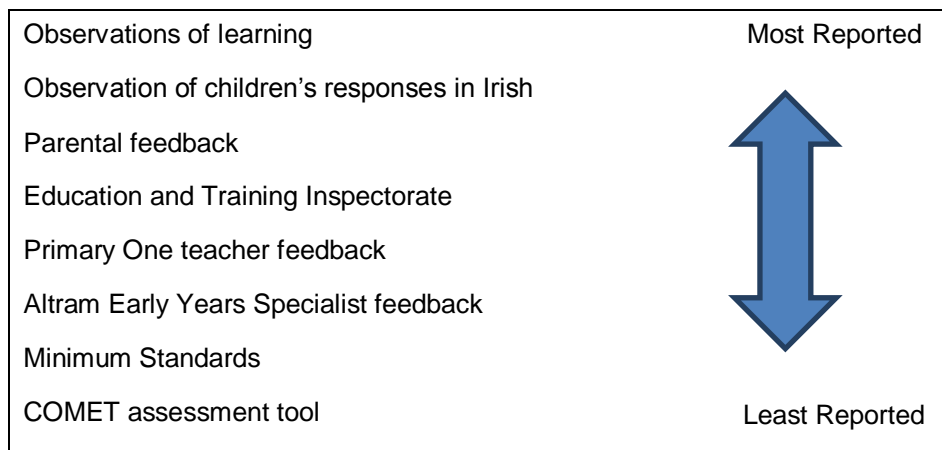 Observations of learning Most Reported
Observation of children’s responses in Irish
Parental feedback
Education and Training Inspectorate
Primary One teacher feedback
Altram Early Years Specialist feedback
Minimum Standards
COMET assessment tool Least Reported